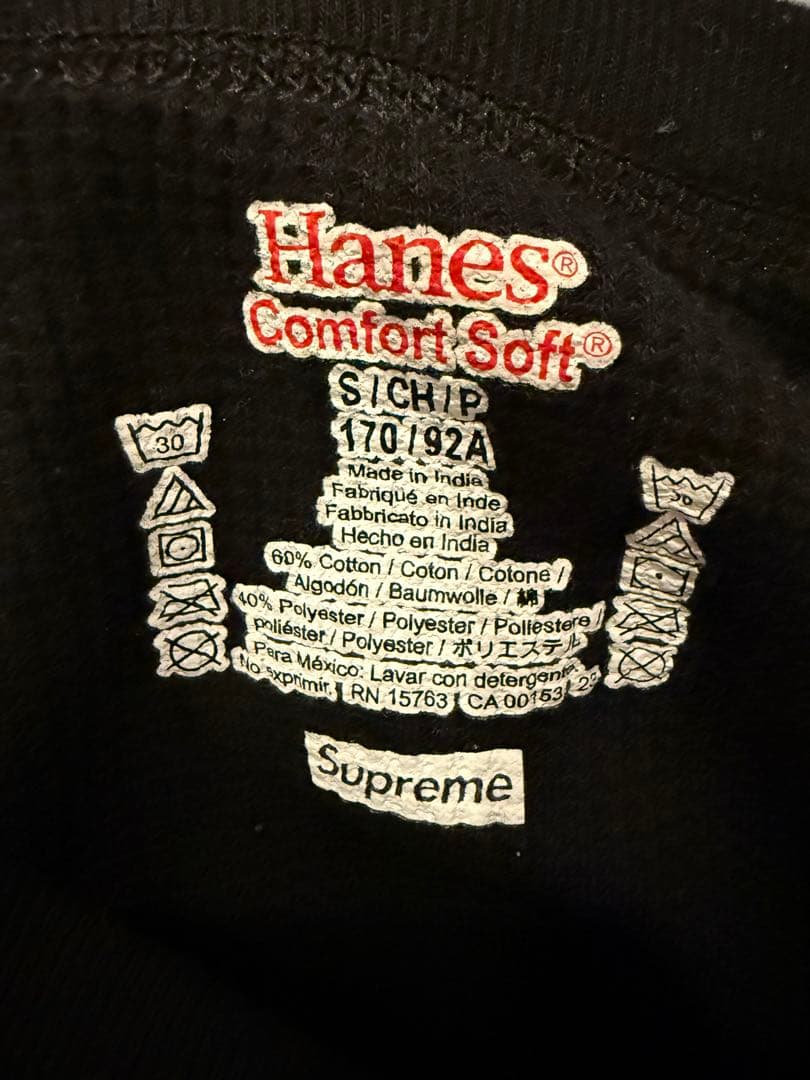 Hanes®
Comfort Soft®
S / CH / P
170 / 92A
Made in India
Fabriqué en Inde
Fabbricato in India
Hecho en India
60% Cotton / Coton / Cotone /
Algodón / Baumwolle / 綿
40% Polyester / Polyester / Poliestere /
poliéster / Polyester / ポリエステル
Para México: Lavar con detergente.
No exprimir. RN 15763 CA 00153
30
30
Supreme